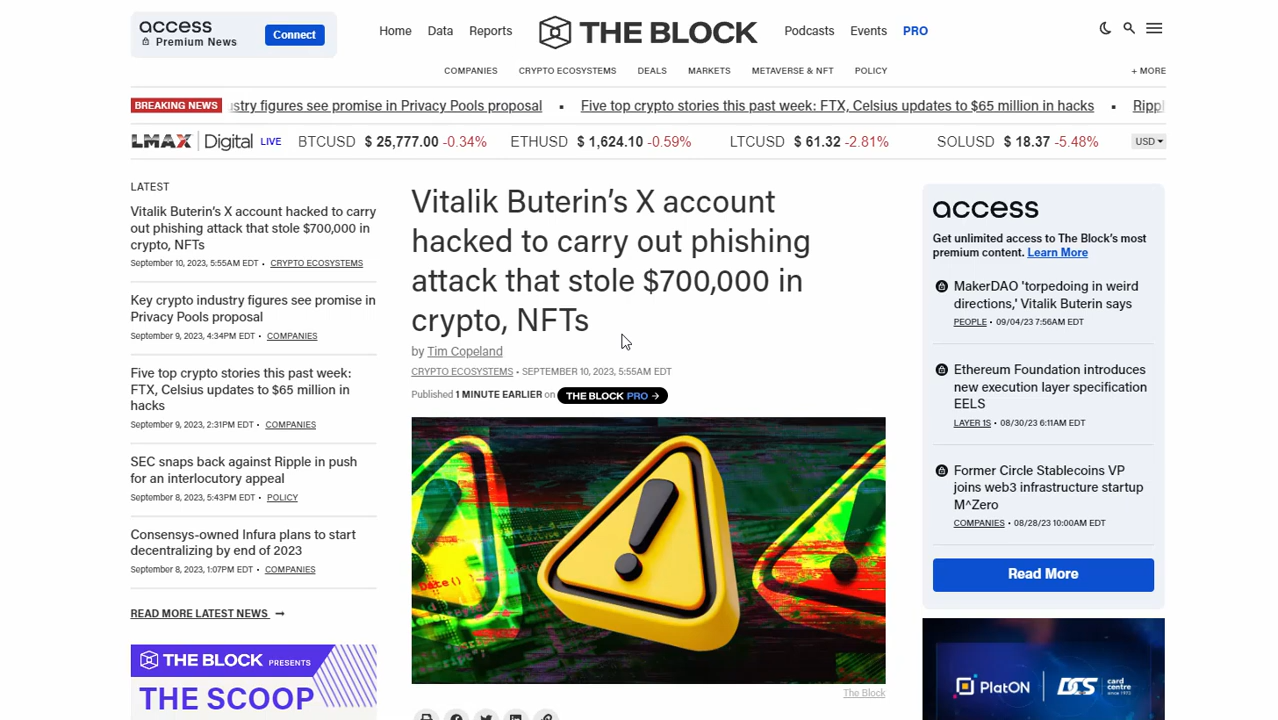 access
Premium News
Connect
Home Data Reports
THE BLOCK
Podcasts Events PRO
COMPANIES CRYPTO ECOSYSTEMS DEALS MARKETS METAVERSE & NFT POLICY
+ MORE
BREAKING NEWS figures see promise in Privacy Pools proposal ▪ Five top crypto stories this past week: FTX, Celsius updates to $65 million in hacks ▪
LMAX Digital LIVE BTCUSD $ 25,777.00 -0.34% ETHUSD $ 1,624.10 -0.59% LTCUSD $ 61.32 -2.81% SOLUSD $ 18.37 -5.48% USD
LATEST
Vitalik Buterin’s X account hacked to carry
out phishing attack that stole $700,000 in
crypto, NFTs
September 10, 2023, 5:55AM EDT • CRYPTO ECOSYSTEMS
Key crypto industry figures see promise in
Privacy Pools proposal
September 9, 2023, 4:34PM EDT • COMPANIES
Five top crypto stories this past week:
FTX, Celsius updates to $65 million in
hacks
September 9, 2023, 2:31PM EDT • COMPANIES
SEC snaps back against Ripple in push
for an interlocutory appeal
September 8, 2023, 5:43PM EDT • POLICY
Consensys-owned Infura plans to start
decentralizing by end of 2023
September 8, 2023, 1:07PM EDT • COMPANIES
READ MORE LATEST NEWS →
THE BLOCK PRESENTS
THE SCOOP
Vitalik Buterin’s X account
hacked to carry out phishing
attack that stole $700,000 in
crypto, NFTs
by Tim Copeland
CRYPTO ECOSYSTEMS • SEPTEMBER 10, 2023, 5:55AM EDT
Published 1 MINUTE EARLIER on THE BLOCK PRO →
Date()
The Block
access
Get unlimited access to The Block’s most
premium content. Learn More
MakerDAO 'torpedoing in weird
directions,' Vitalik Buterin says
PEOPLE • 09/04/23 7:56AM EDT
Ethereum Foundation introduces
new execution layer specification
EELS
LAYER 1S • 08/30/23 6:11AM EDT
Former Circle Stablecoins VP
joins web3 infrastructure startup
M^Zero
COMPANIES • 08/28/23 10:00AM EDT
Read More
PlatON DCS card
centre
since 1973